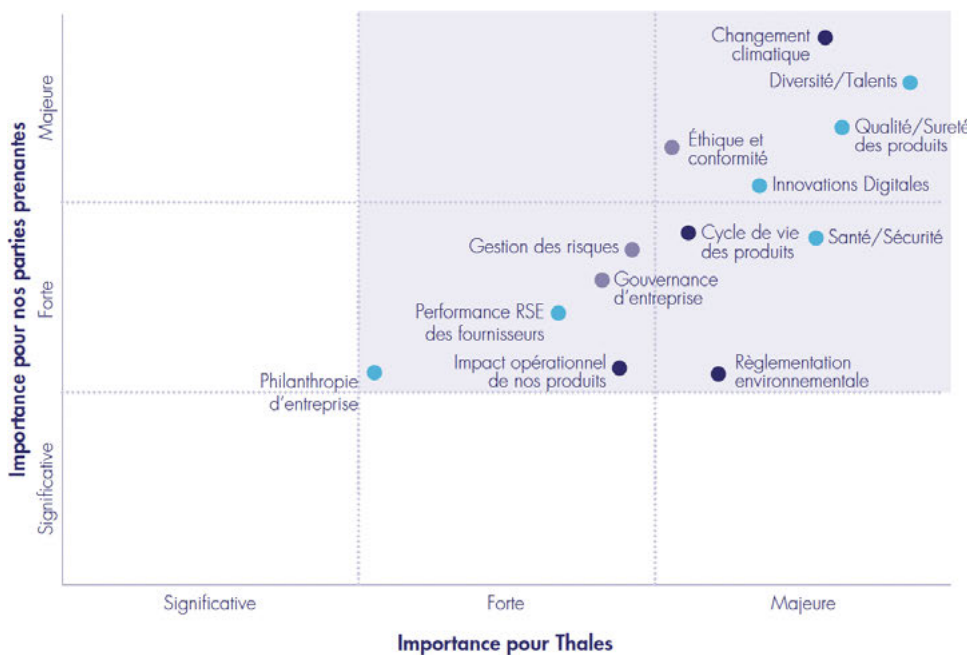 Importance pour nos parties prenantes
Majeure
Forte
Significative
Changement
climatique
Diversité/Talents
Qualité/Sureté
des produits
Éthique et
conformité
Innovations Digitales
Cycle de vie
des produits
Santé/Sécurité
Gestion des risques
Gouvernance
d'entreprise
Performance RSE
des fournisseurs
Impact opérationnel
de nos produits
Règlementation
environnementale
Philanthropie
d'entreprise
Significative
Forte
Majeure
Importance pour Thales